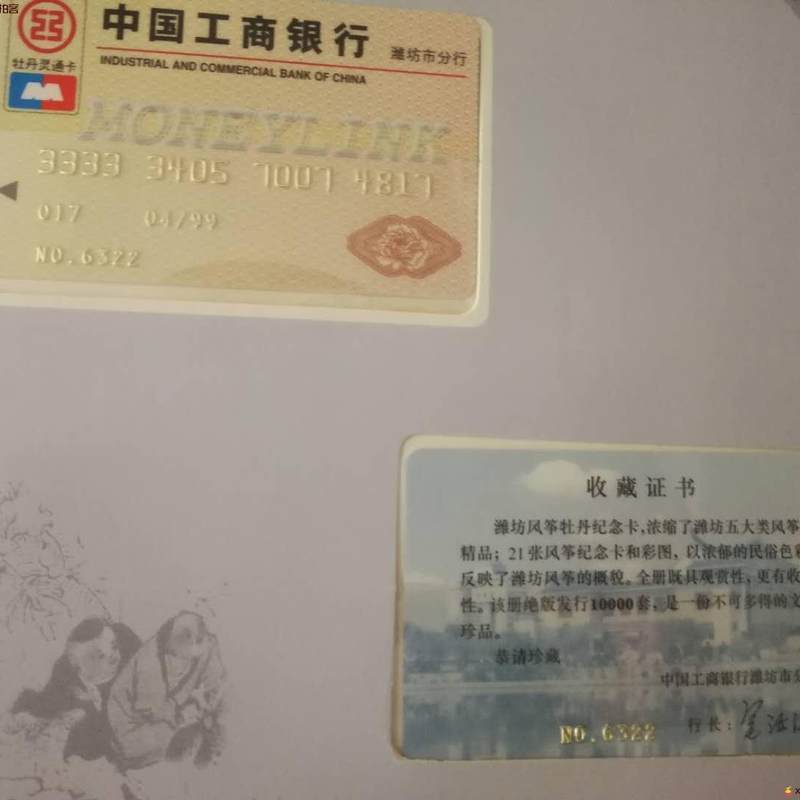 拍客
中国工商银行
潍坊市分行
INDUSTRIAL AND COMMERCIAL BANK OF CHINA
牡丹灵通卡
MONEYLINK
3333 3405 7007 4817
017 04/99
NO.6322
收藏证书
潍坊风筝牡丹纪念卡,浓缩了潍坊五大类风筝
精品;21张风筝纪念卡和彩图,以浓郁的民俗色彩
反映了潍坊风筝的概貌。全册既具观赏性,更有收
性。该册绝版发行10000套,是一份不可多得的文
珍品。
恭请珍藏
中国工商银行潍坊市分
NO.6322
行长: